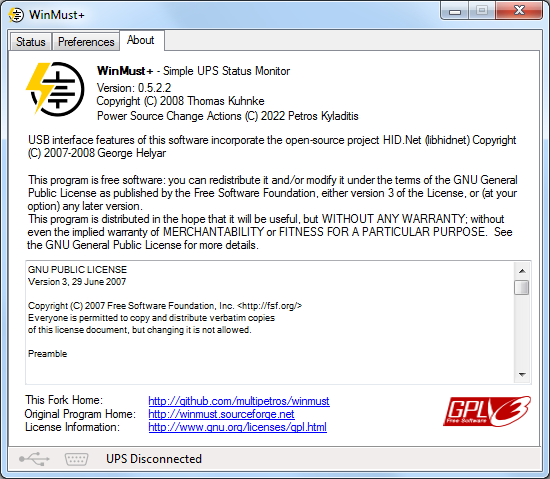 WinMust+
Status Preferences About
WinMust+ - Simple UPS Status Monitor
Version: 0.5.2.2
Copyright (C) 2008 Thomas Kuhnke
Power Source Change Actions (C) 2022 Petros Kyladitis
USB interface features of this software incorporate the open-source project HID.Net (libhidnet) Copyright
(C) 2007-2008 George Helyar
This program is free software: you can redistribute it and/or modify it under the terms of the GNU General
Public License as published by the Free Software Foundation, either version 3 of the License, or (at your
option) any later version.
This program is distributed in the hope that it will be useful, but WITHOUT ANY WARRANTY; without
even the implied warranty of MERCHANTABILITY or FITNESS FOR A PARTICULAR PURPOSE. See
the GNU General Public License for more details.
GNU PUBLIC LICENSE
Version 3, 29 June 2007
Copyright (C) 2007 Free Software Foundation, Inc. <http://fsf.org/>
Everyone is permitted to copy and distribute verbatim copies
of this license document, but changing it is not allowed.
Preamble
This Fork Home: http://github.com/multipetros/winmust
Original Program Home: http://winmust.sourceforge.net
License Information: http://www.gnu.org/licenses/gpl.html
GPL 3
Free Software
UPS Disconnected